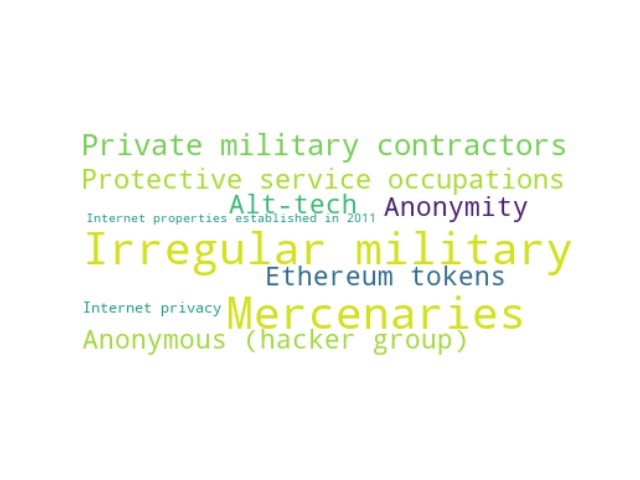 Private military contractors
Protective service occupations
Alt-tech
Anonymity
Internet properties established in 2011
Irregular military
Ethereum tokens
Internet privacy
Mercenaries
Anonymous (hacker group)